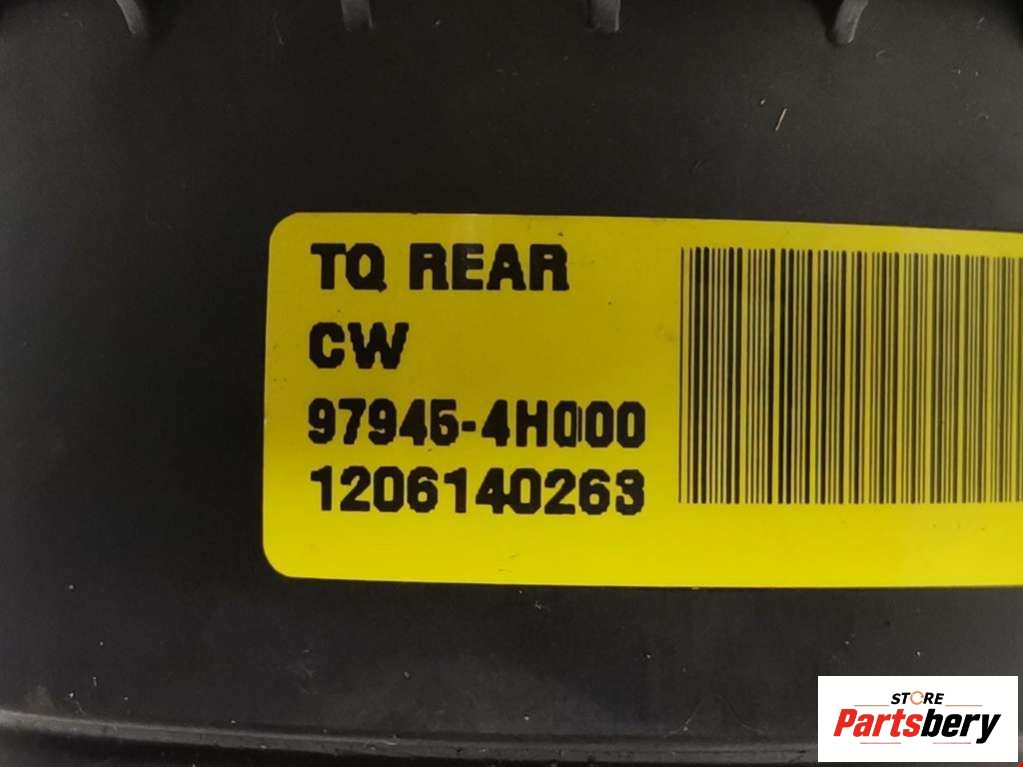 TQ REAR
CW
97945-4H000
1206140263
STORE
Partsbery